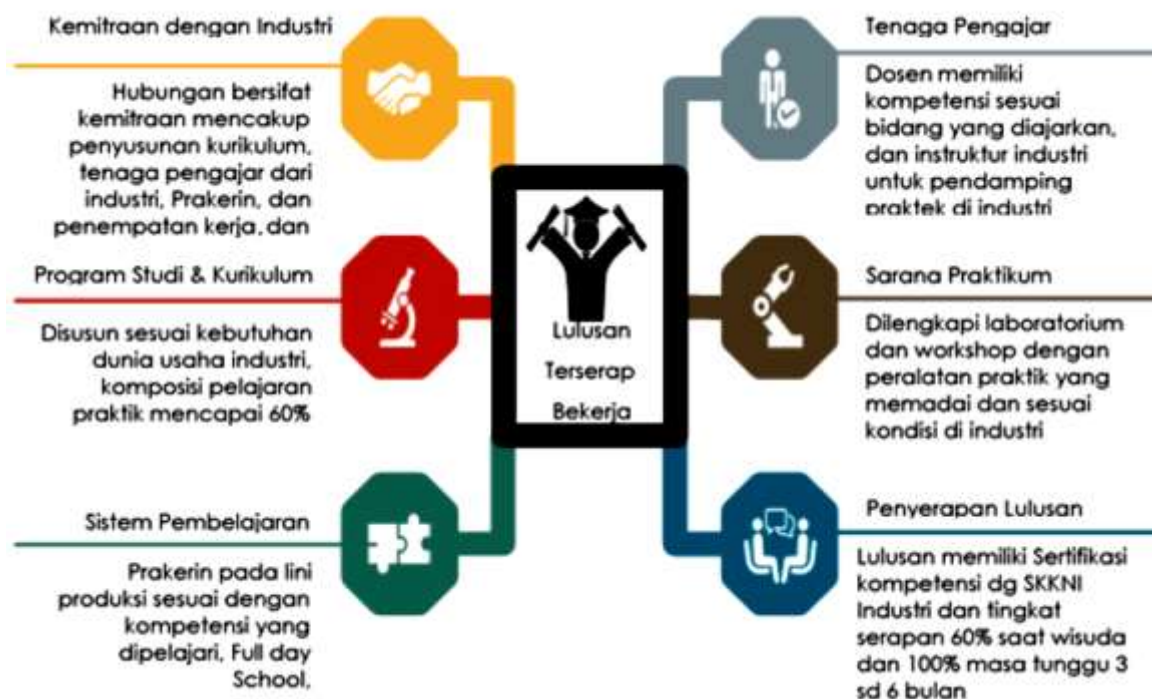 Kemitraan dengan Industri
Hubungan bersifat
kemitraan mencakup
penyusunan kurikulum,
tenaga pengajar dari
industri, Prakerin, dan
penempatan kerja, dan
Program Studi & Kurikulum
Disusun sesuai kebutuhan
dunia usaha industri,
komposisi pelajaran
praktik mencapai 60%
Sistem Pembelajaran
Prakerin pada lini
produksi sesuai dengan
kompetensi yang
dipelajari, Full day
School,
Lulusan
Terserap
Bekerja
Tenaga Pengajar
Dosen memiliki
kompetensi sesuai
bidang yang diajarkan,
dan instruktur industri
untuk pendamping
praktek di industri
Sarana Praktikum
Dilengkapi laboratorium
dan workshop dengan
peralatan praktik yang
memadai dan sesuai
kondisi di industri
Penyerapan Lulusan
Lulusan memiliki Sertifikasi
kompetensi dg SKKNI
Industri dan tingkat
serapan 60% saat wisuda
dan 100% masa tunggu 3
sd 6 bulan